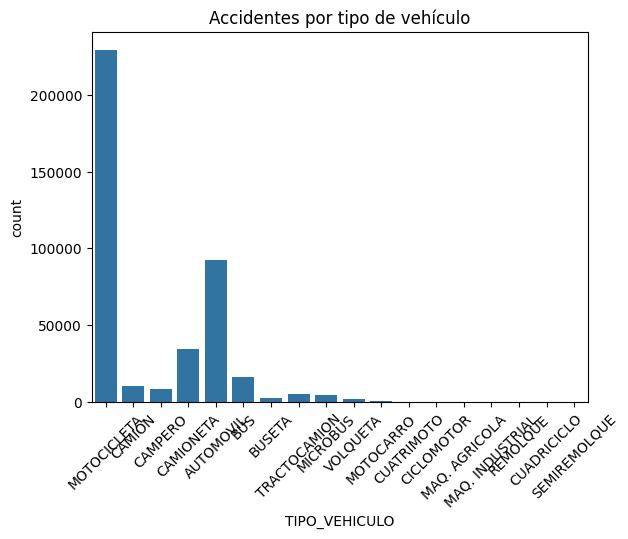 Accidentes por tipo de vehículo
count
200000
150000
100000
50000
0
MOTOCICLETA
CAMION
CAMPERO
CAMIONETA
AUTOMOVIL
BUS
BUSETA
TRACTOCAMION
MICROBUS
VOLQUETA
MOTOCARRO
CUATRIMOTO
CICLOMOTOR
MAQ. AGRICOLA
MAQ. INDUSTRIAL
REMOLQUE
CUADRICICLO
SEMIREMOLQUE
TIPO_VEHICULO